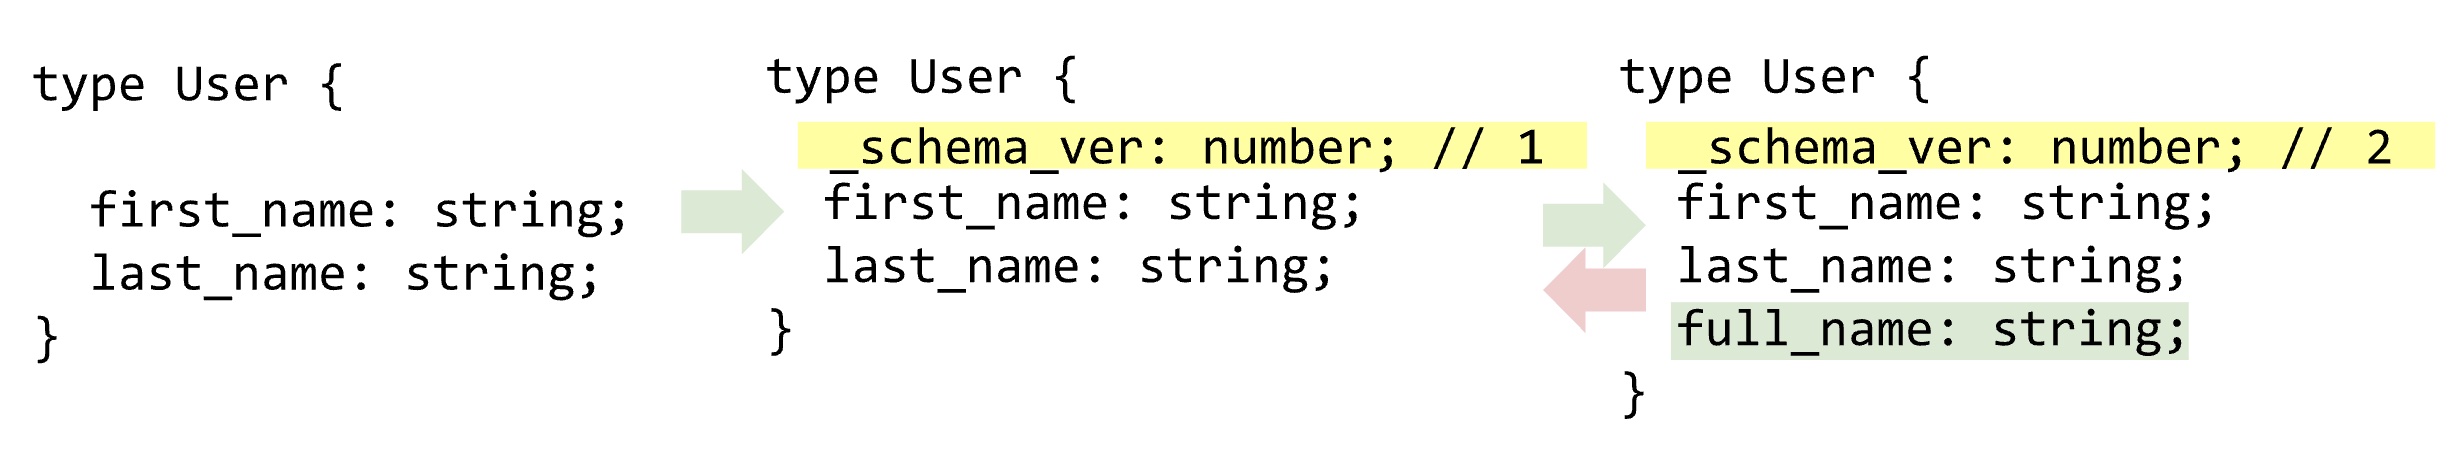 type User {
first_name: string;
last_name: string;
}
type User {
_schema_ver: number; // 1
first_name: string;
last_name: string;
}
type User {
_schema_ver: number; // 2
first_name: string;
last_name: string;
full_name: string;
}